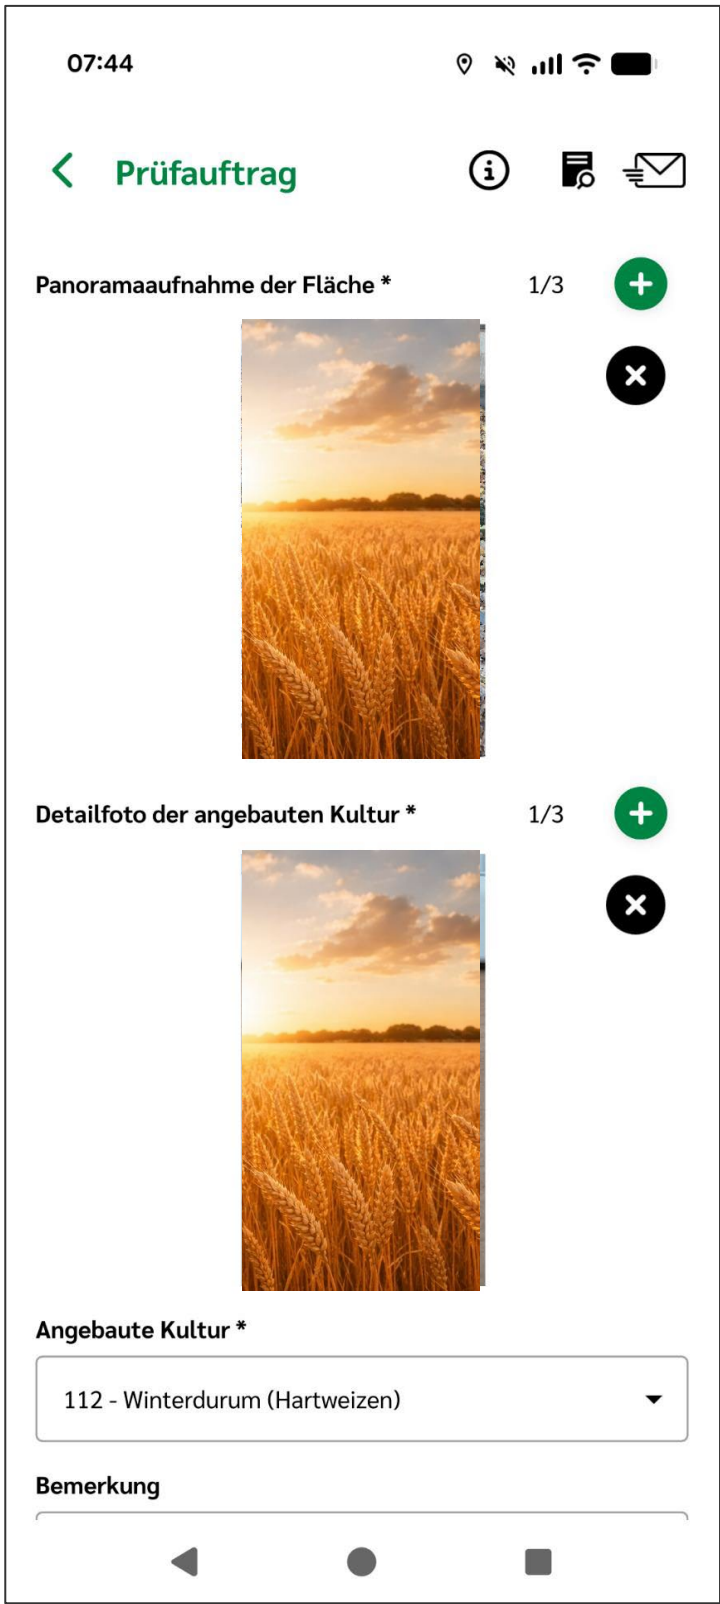 07:44
Prüfauftrag
Panoramaaufnahme der Fläche * 1/3
Detailfoto der angebauten Kultur * 1/3
Angebaute Kultur *
112 - Winterdurum (Hartweizen)
Bemerkung